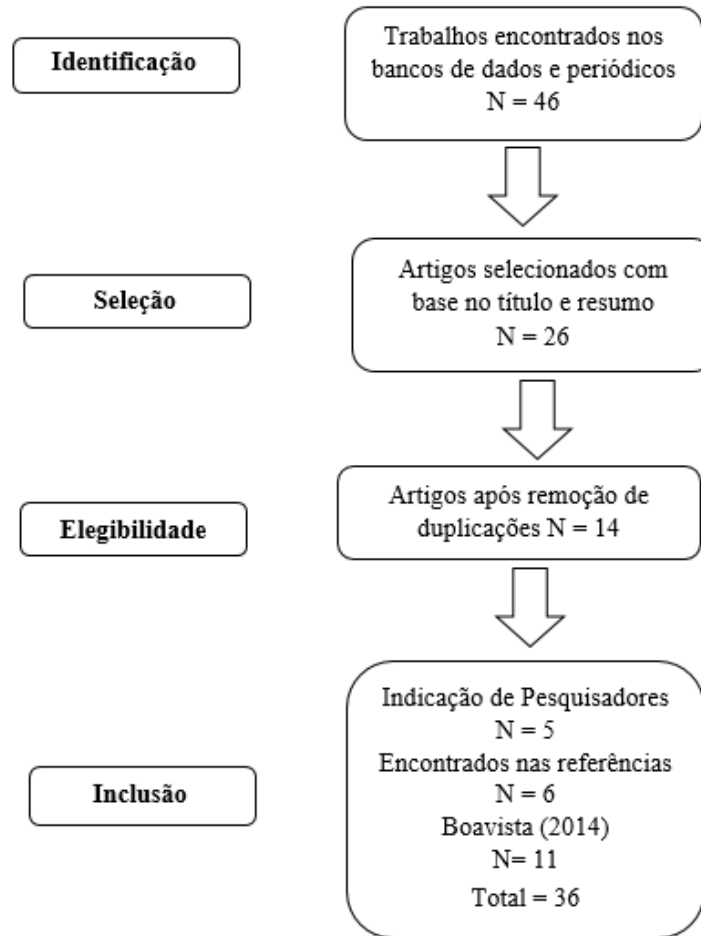 Identificação
Trabalhos encontrados nos
bancos de dados e periódicos
N = 46
Seleção
Artigos selecionados com
base no título e resumo
N = 26
Elegibilidade
Artigos após remoção de
duplicações N = 14
Inclusão
Indicação de Pesquisadores
N = 5
Encontrados nas referências
N = 6
Boavista (2014)
N= 11
Total = 36